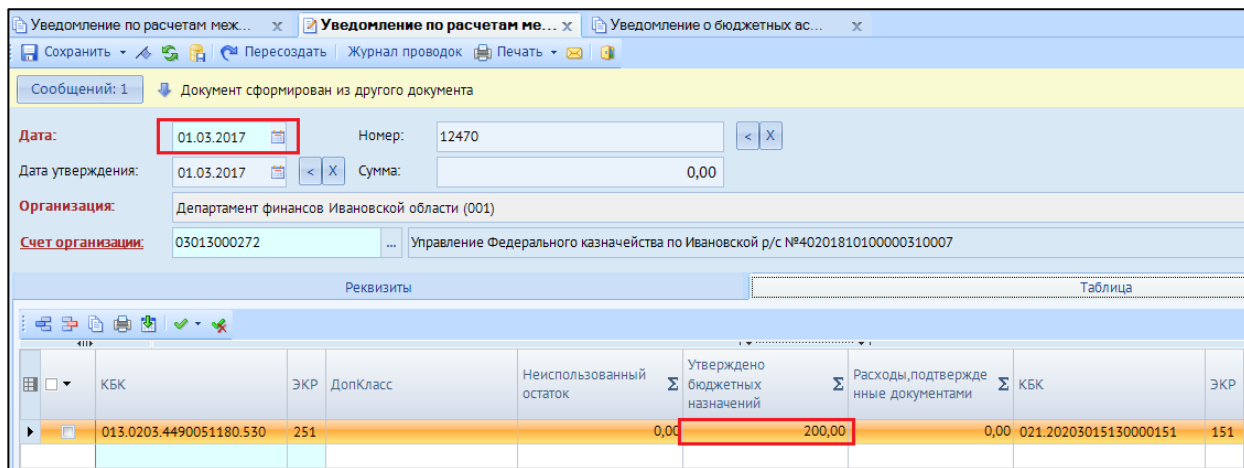 Уведомление по расчетам меж... x Уведомление по расчетам ме... x Уведомление о бюджетных ас... x
Сохранить Пересоздать Журнал проводок Печать
Сообщений: 1 Документ сформирован из другого документа
Дата: 01.03.2017 Номер: 12470 < X
Дата утверждения: 01.03.2017 < X Сумма: 0,00
Организация: Департамент финансов Ивановской области (001)
Счет организации: 03013000272 ... Управление Федерального казначейства по Ивановской р/с №40201810100000310007
Реквизиты Таблица
КБК ЭКР ДопКласс Неиспользованный остаток Σ Утверждено бюджетных назначений Σ Расходы,подтвержде нные документами Σ КБК ЭКР
013.0203.4490051180.530 251 0,00 200,00 0,00 021.20203015130000151 151